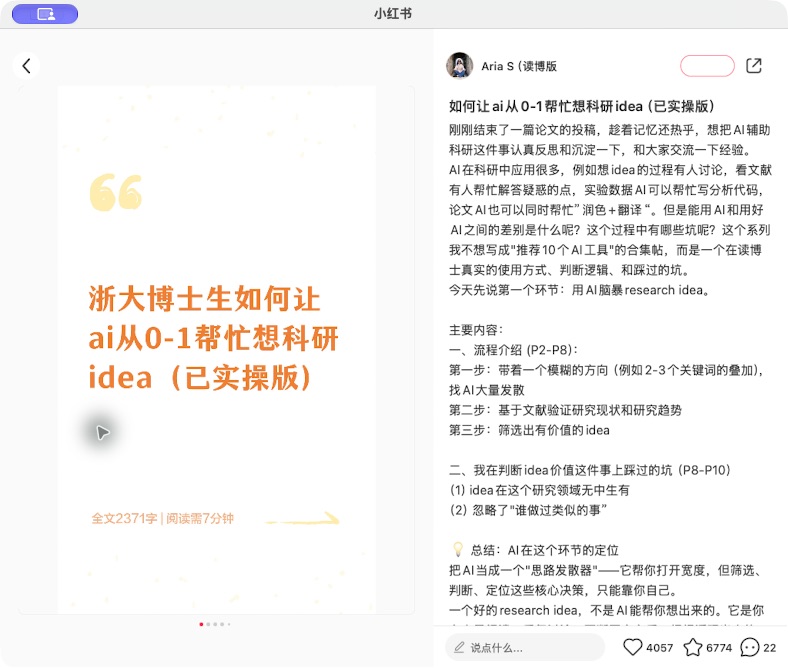 小红书
Aria S (读博版
如何让ai从0-1帮忙想科研idea (已实操版)
刚刚结束了一篇论文的投稿，趁着记忆还热乎，想把AI辅助
科研这件事认真反思和沉淀一下，和大家交流一下经验。
AI在科研中应用很多，例如想idea的过程有人讨论，看文献
有人帮忙解答疑惑的点，实验数据AI可以帮忙写分析代码，
论文AI也可以同时帮忙”润色+翻译“。但是能用AI和用好
AI之间的差别是什么呢？这个过程中有哪些坑呢？这个系列
我不想写成"推荐10个AI工具"的合集帖，而是一个在读博
士真实的使用方式、判断逻辑、和踩过的坑。
今天先说第一个环节：用AI脑暴research idea。
主要内容：
一、流程介绍 (P2-P8)：
第一步：带着一个模糊的方向（例如2-3个关键词的叠加），
找AI大量发散
第二步：基于文献验证研究现状和研究趋势
第三步：筛选出有价值的idea
二、我在判断idea价值这件事上踩过的坑 (P8-P10)
(1) idea在这个研究领域无中生有
(2) 忽略了“谁做过类似的事”
💡 总结：AI在这个环节的定位
把AI当成一个"思路发散器"——它帮你打开宽度，但筛选、
判断、定位这些核心决策，只能靠你自己。
一个好的research idea，不是AI能帮你想出来的。它是你
说点什么...
4057
6774
22
浙大博士生如何让
ai从0-1帮忙想科研
idea（已实操版）
全文2371字 | 阅读需7分钟